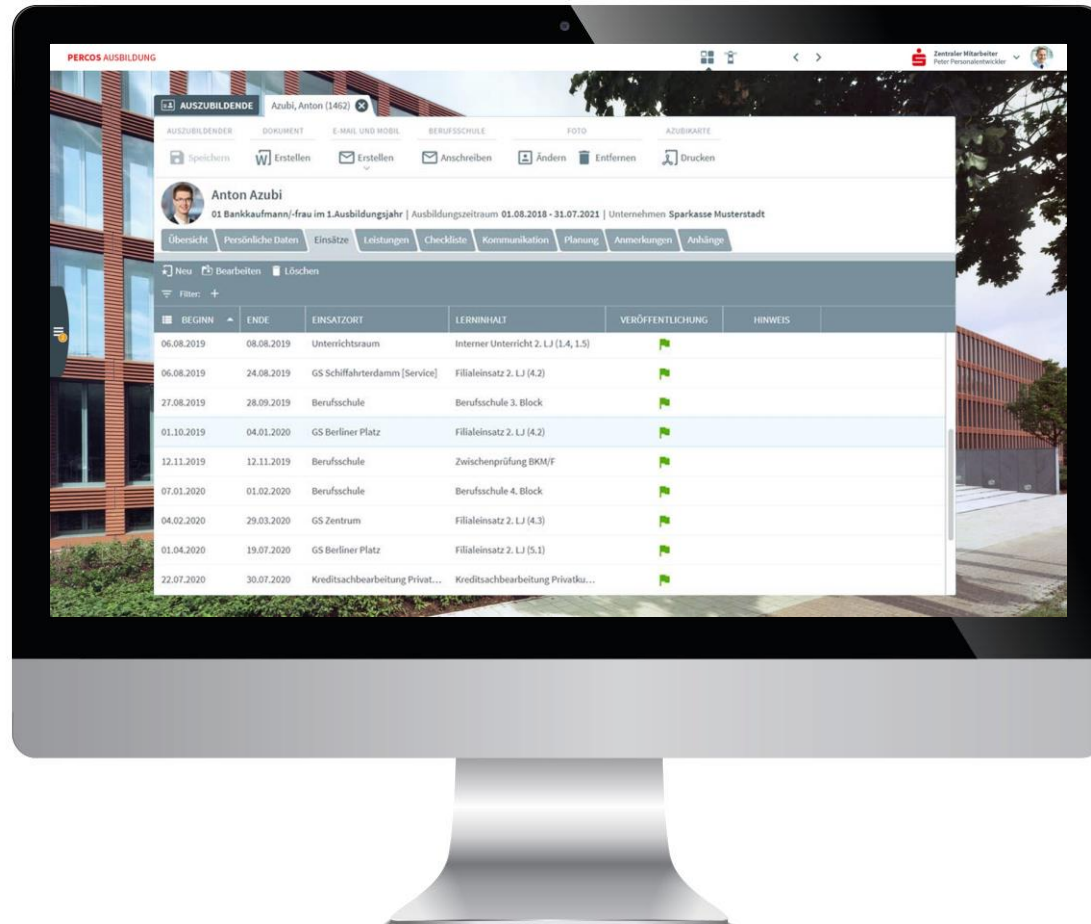 PERCOS AUSBILDUNG
Zentraler Mitarbeiter
Peter Personalentwickler
AUSZUBILDENDE Azubi, Anton (1462)
AUSZUBILDENDER DOKUMENT E-MAIL UND MOBIL BERUFSSCHULE FOTO AZUBIKARTE
Speichern Erstellen Erstellen Anschreiben Ändern Entfernen Drucken
Anton Azubi
01 Bankkaufmann/-frau im 1.Ausbildungsjahr | Ausbildungszeitraum 01.08.2018 - 31.07.2021 | Unternehmen Sparkasse Musterstadt
Übersicht Persönliche Daten Einsätze Leistungen Checkliste Kommunikation Planung Anmerkungen Anhänge
Neu Bearbeiten Löschen
Filter: +
BEGINN ENDE EINSATZORT LERNINHALT VERÖFFENTLICHUNG HINWEIS
06.08.2019 08.08.2019 Unterrichtsraum Interner Unterricht 2. LJ (1.4, 1.5)
06.08.2019 24.08.2019 GS Schiffahrterdamm [Service] Filialeinsatz 2. LJ (4.2)
27.08.2019 28.09.2019 Berufsschule Berufsschule 3. Block
01.10.2019 04.01.2020 GS Berliner Platz Filialeinsatz 2. LJ (4.2)
12.11.2019 12.11.2019 Berufsschule Zwischenprüfung BKM/F
07.01.2020 01.02.2020 Berufsschule Berufsschule 4. Block
04.02.2020 29.03.2020 GS Zentrum Filialeinsatz 2. LJ (4.3)
01.04.2020 19.07.2020 GS Berliner Platz Filialeinsatz 2. LJ (5.1)
22.07.2020 30.07.2020 Kreditsachbearbeitung Privat... Kreditsachbearbeitung Privatku...